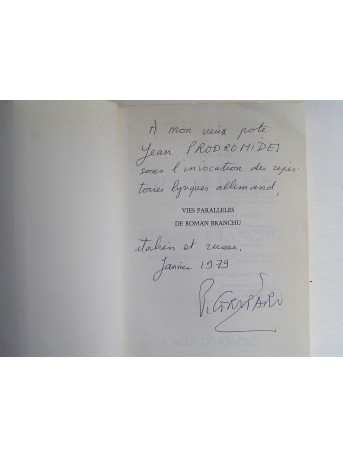 A mon vieux pote
Jean PRODROMIDES
sous l'invocation des réper-
toires lyriques allemand,
VIES PARALLELES
DE ROMAN BRANCHU
italien et russe.
Janvier 1979
P. GRIPARI